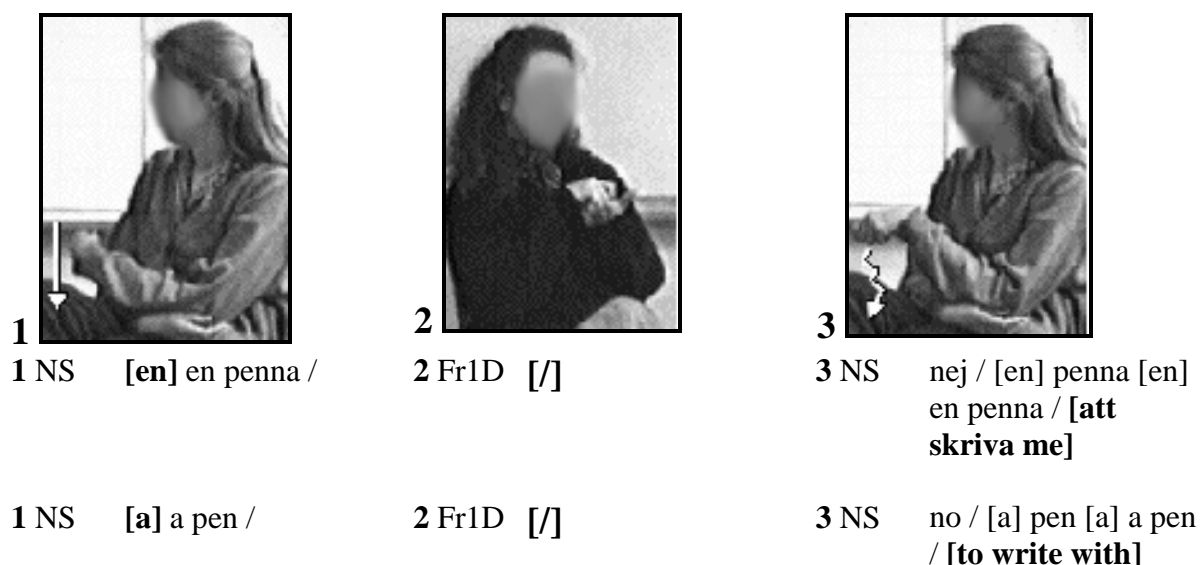 1
2
3
1 NS [en] en penna /
2 Fr1D [/]
3 NS nej / [en] penna [en]
en penna / [att
skriva me]
1 NS [a] a pen /
2 Fr1D [/]
3 NS no / [a] pen [a] a pen
/ [to write with]